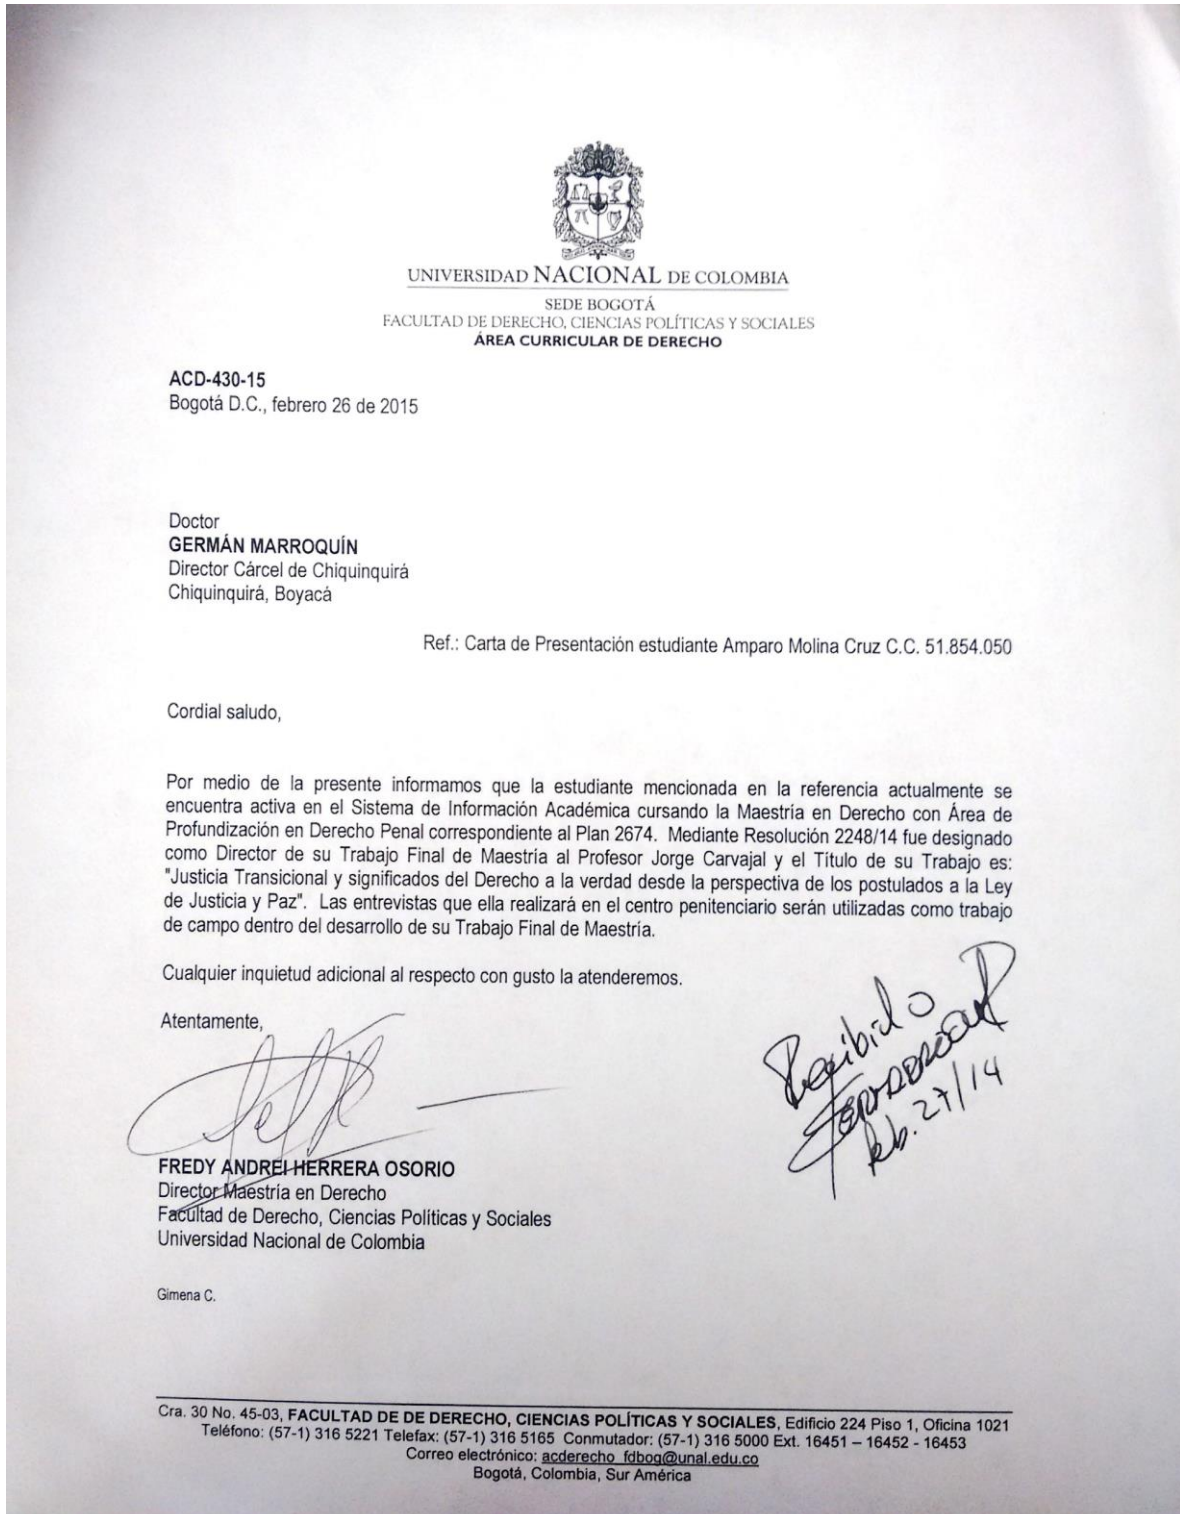 UNIVERSIDAD NACIONAL DE COLOMBIA
SEDE BOGOTÁ
FACULTAD DE DERECHO, CIENCIAS POLÍTICAS Y SOCIALES
ÁREA CURRICULAR DE DERECHO
ACD-430-15
Bogotá D.C., febrero 26 de 2015
Doctor
GERMÁN MARROQUÍN
Director Cárcel de Chiquinquirá
Chiquinquirá, Boyacá
Ref.: Carta de Presentación estudiante Amparo Molina Cruz C.C. 51.854.050
Cordial saludo,
Por medio de la presente informamos que la estudiante mencionada en la referencia actualmente se
encuentra activa en el Sistema de Información Académica cursando la Maestría en Derecho con Área de
Profundización en Derecho Penal correspondiente al Plan 2674. Mediante Resolución 2248/14 fue designado
como Director de su Trabajo Final de Maestría al Profesor Jorge Carvajal y el Título de su Trabajo es:
"Justicia Transicional y significados del Derecho a la verdad desde la perspectiva de los postulados a la Ley
de Justicia y Paz". Las entrevistas que ella realizará en el centro penitenciario serán utilizadas como trabajo
de campo dentro del desarrollo de su Trabajo Final de Maestría.
Cualquier inquietud adicional al respecto con gusto la atenderemos.
Atentamente,
Recibido
feb. 27/14
FREDY ANDREI HERRERA OSORIO
Director Maestría en Derecho
Facultad de Derecho, Ciencias Políticas y Sociales
Universidad Nacional de Colombia
Gimena C.
Cra. 30 No. 45-03, FACULTAD DE DE DERECHO, CIENCIAS POLÍTICAS Y SOCIALES, Edificio 224 Piso 1, Oficina 1021
Teléfono: (57-1) 316 5221 Telefax: (57-1) 316 5165 Conmutador: (57-1) 316 5000 Ext. 16451 – 16452 - 16453
Correo electrónico: acderecho_fdbog@unal.edu.co
Bogotá, Colombia, Sur América